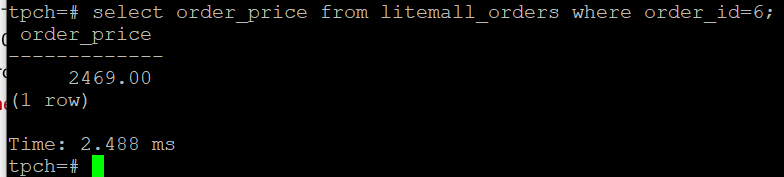 tpch=# select order_price from litemall_orders where order_id=6;
 order_price
-------------
     2469.00
(1 row)

Time: 2.488 ms
tpch=#